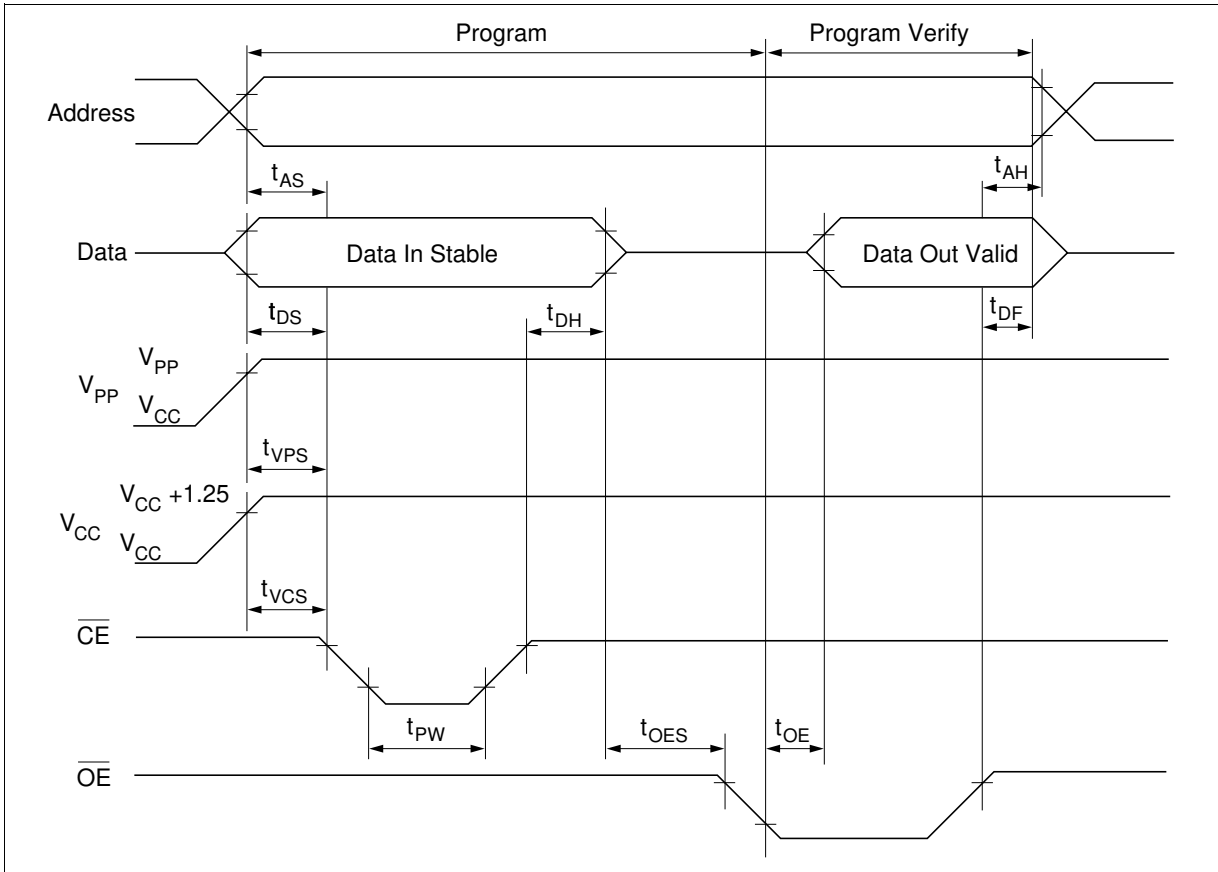 Program
Program Verify
Address
tAS
tAH
Data
Data In Stable
Data Out Valid
tDS
tDH
tDF
VPP
VPP
VCC
tVPS
VCC +1.25
VCC
VCC
tVCS
CE
tPW
tOES
tOE
OE